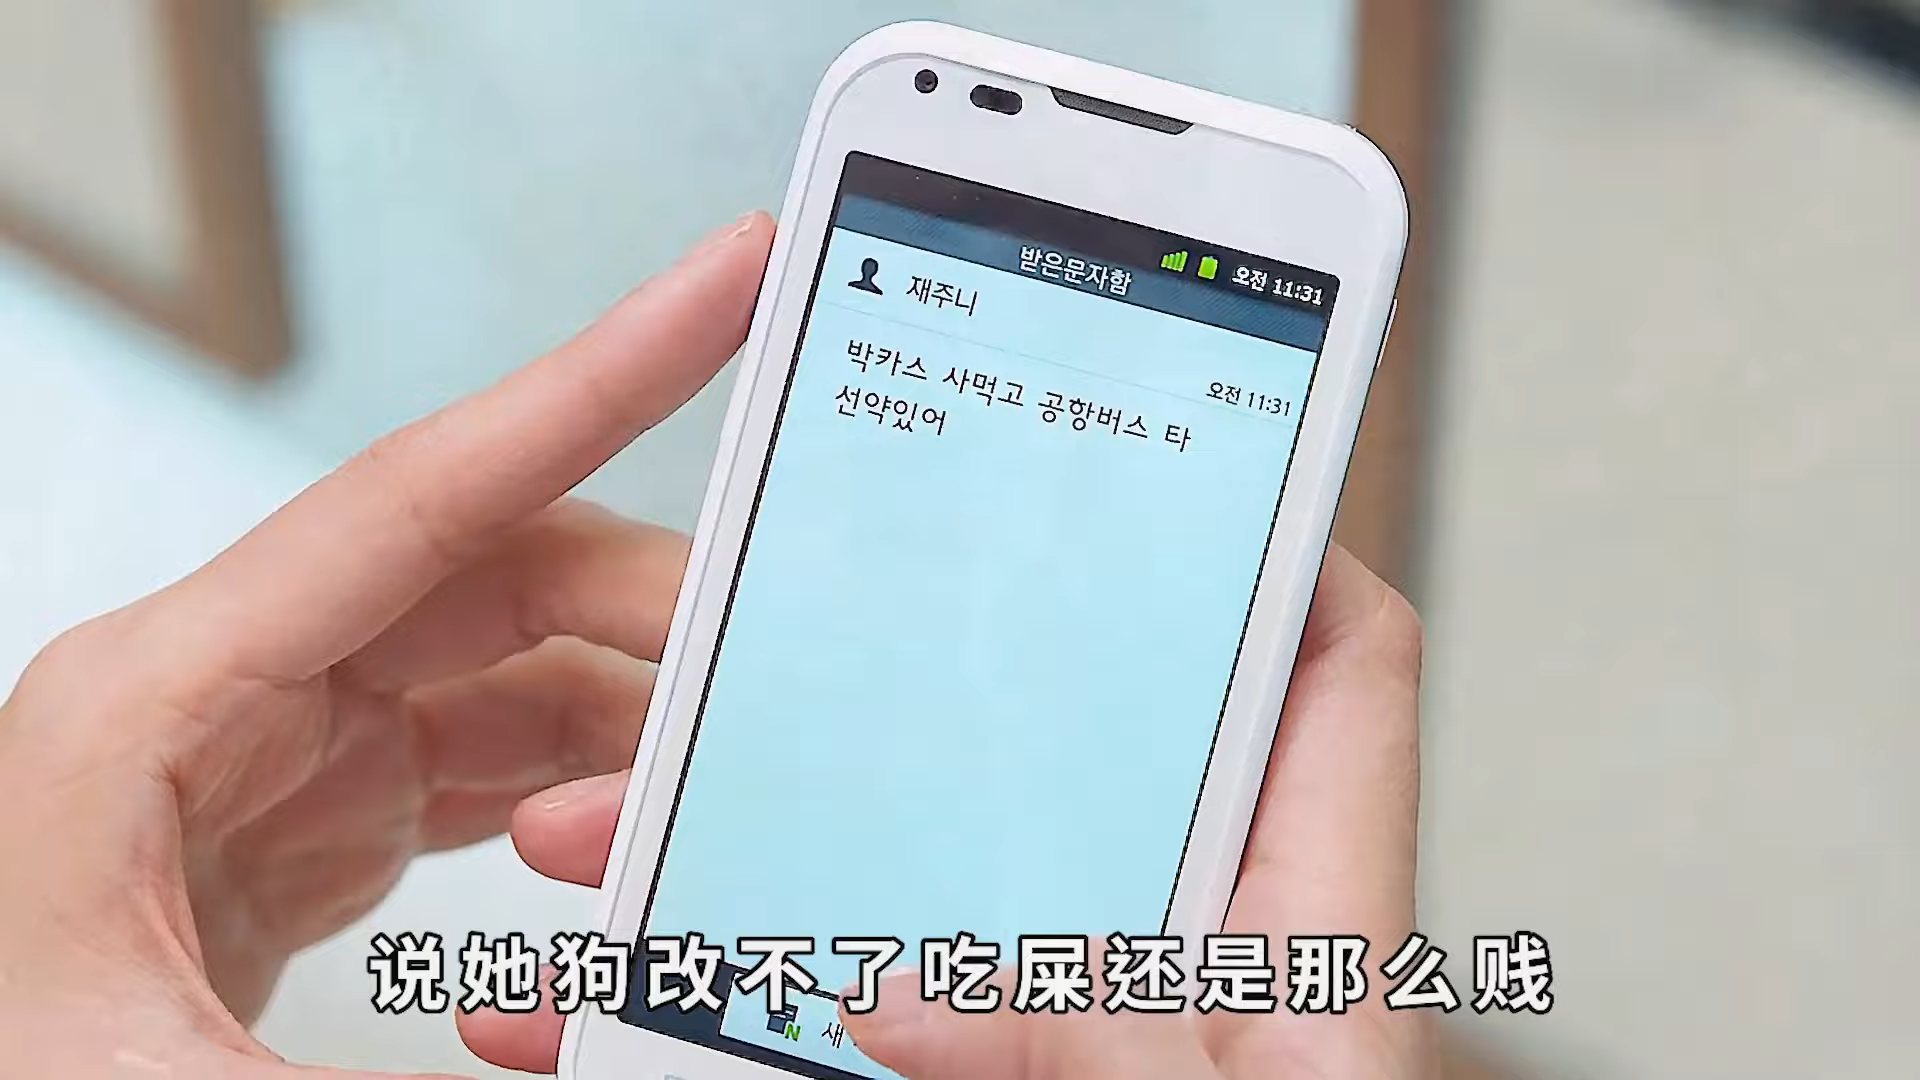 오전 11:31
받은문자함
재주니
오전 11:31
박카스 사먹고 공항버스 타
선약있어
说她狗改不了吃屎还是那么贱
새